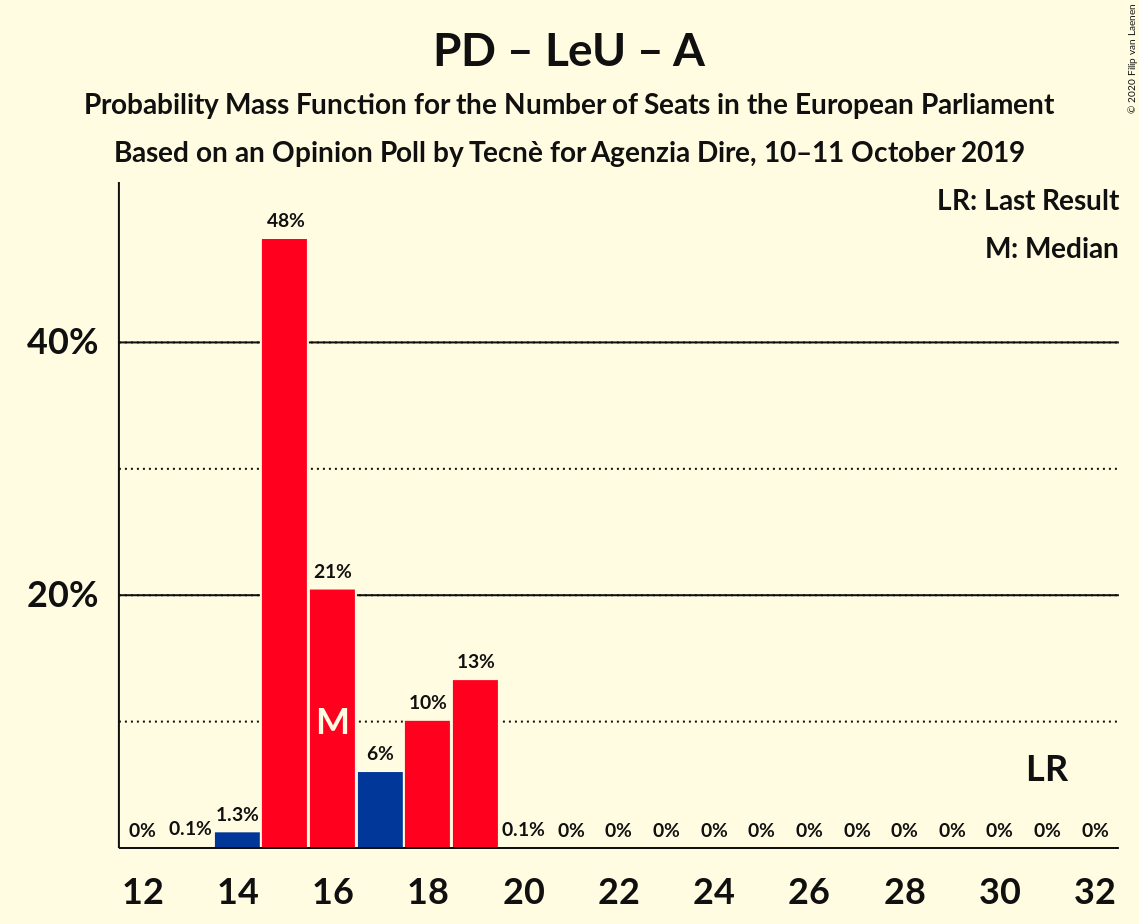 PD – LeU – A
Probability Mass Function for the Number of Seats in the European Parliament
Based on an Opinion Poll by Tecnè for Agenzia Dire, 10–11 October 2019
© 2020 Filip van Laenen
LR: Last Result
M: Median
48%
40%
21%
20%
13%
10%
M
6%
LR
0% 0.1% 1.3% 0.1% 0% 0% 0% 0% 0% 0% 0% 0% 0% 0% 0% 0%
12 14 16 18 20 22 24 26 28 30 32